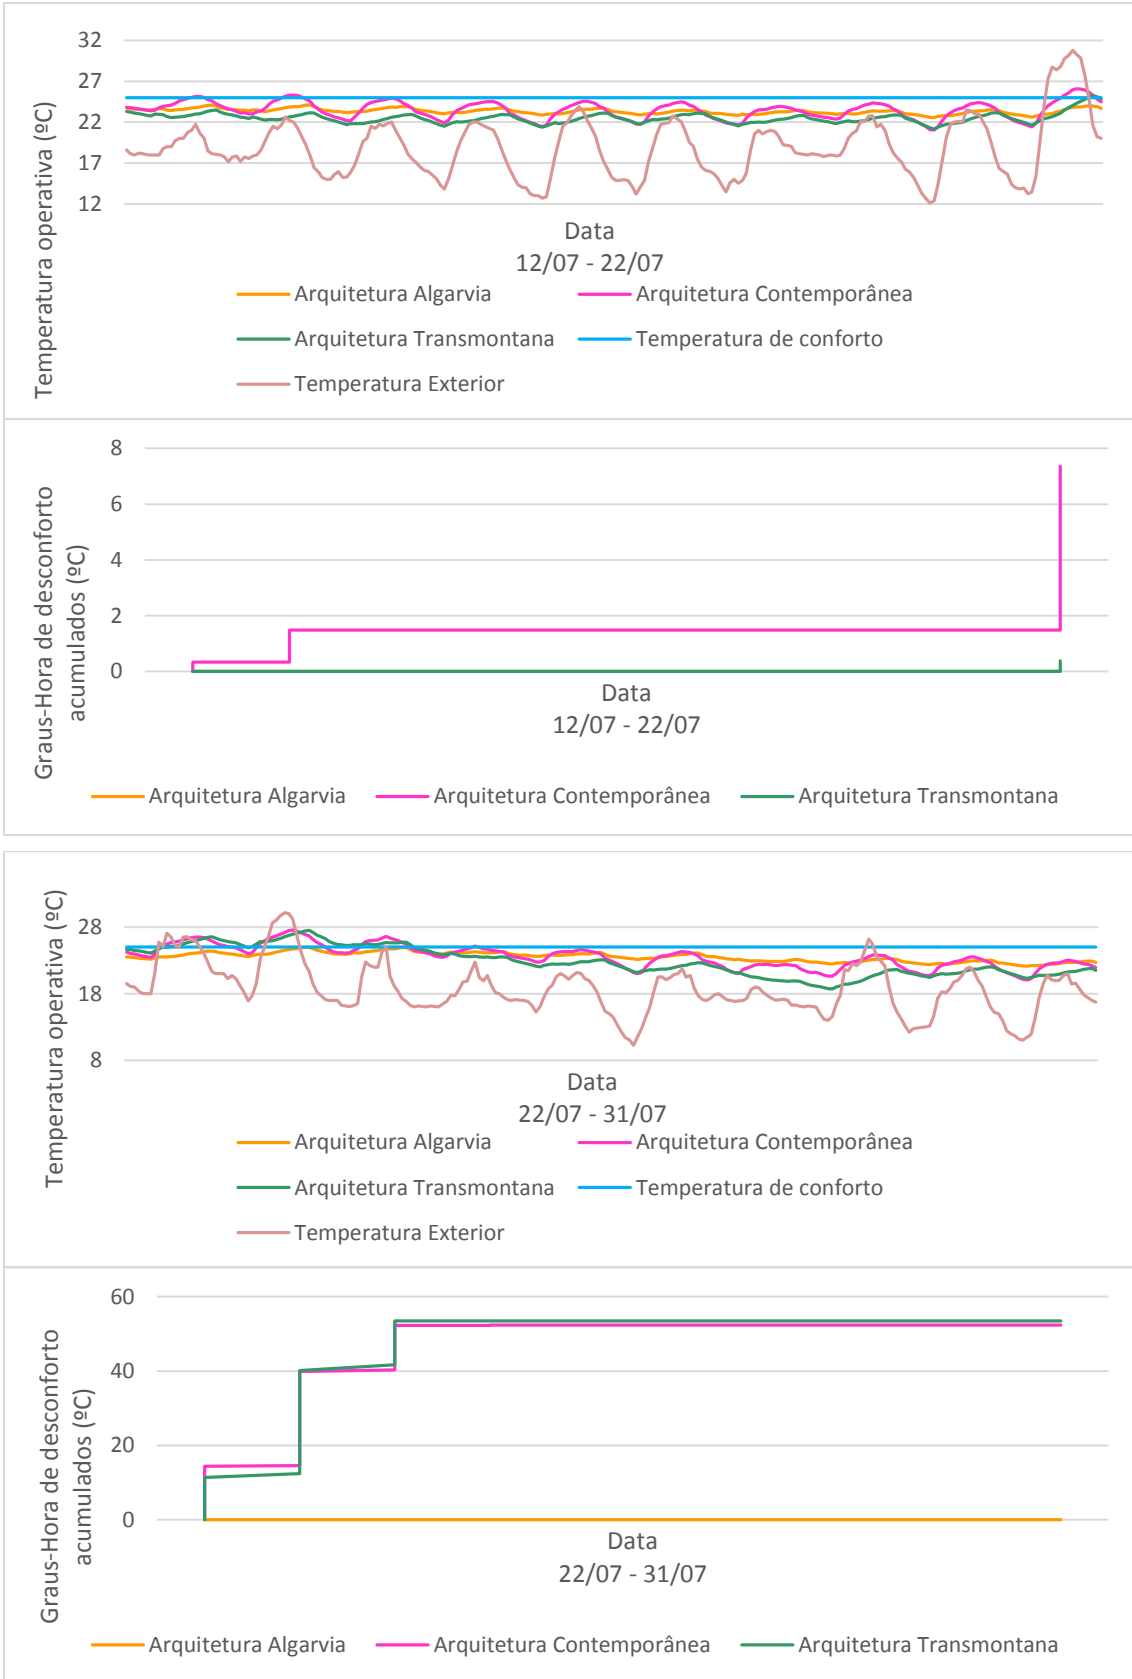 Temperatura operativa (ºC)
32
27
22
17
12
Data
12/07 - 22/07
Arquitetura Algarvia
Arquitetura Contemporânea
Arquitetura Transmontana
Temperatura de conforto
Temperatura Exterior
Graus-Hora de desconforto
acumulados (ºC)
8
6
4
2
0
Data
12/07 - 22/07
Arquitetura Algarvia
Arquitetura Contemporânea
Arquitetura Transmontana
Temperatura operativa (ºC)
28
18
8
Data
22/07 - 31/07
Arquitetura Algarvia
Arquitetura Contemporânea
Arquitetura Transmontana
Temperatura de conforto
Temperatura Exterior
Graus-Hora de desconforto
acumulados (ºC)
60
40
20
0
Data
22/07 - 31/07
Arquitetura Algarvia
Arquitetura Contemporânea
Arquitetura Transmontana